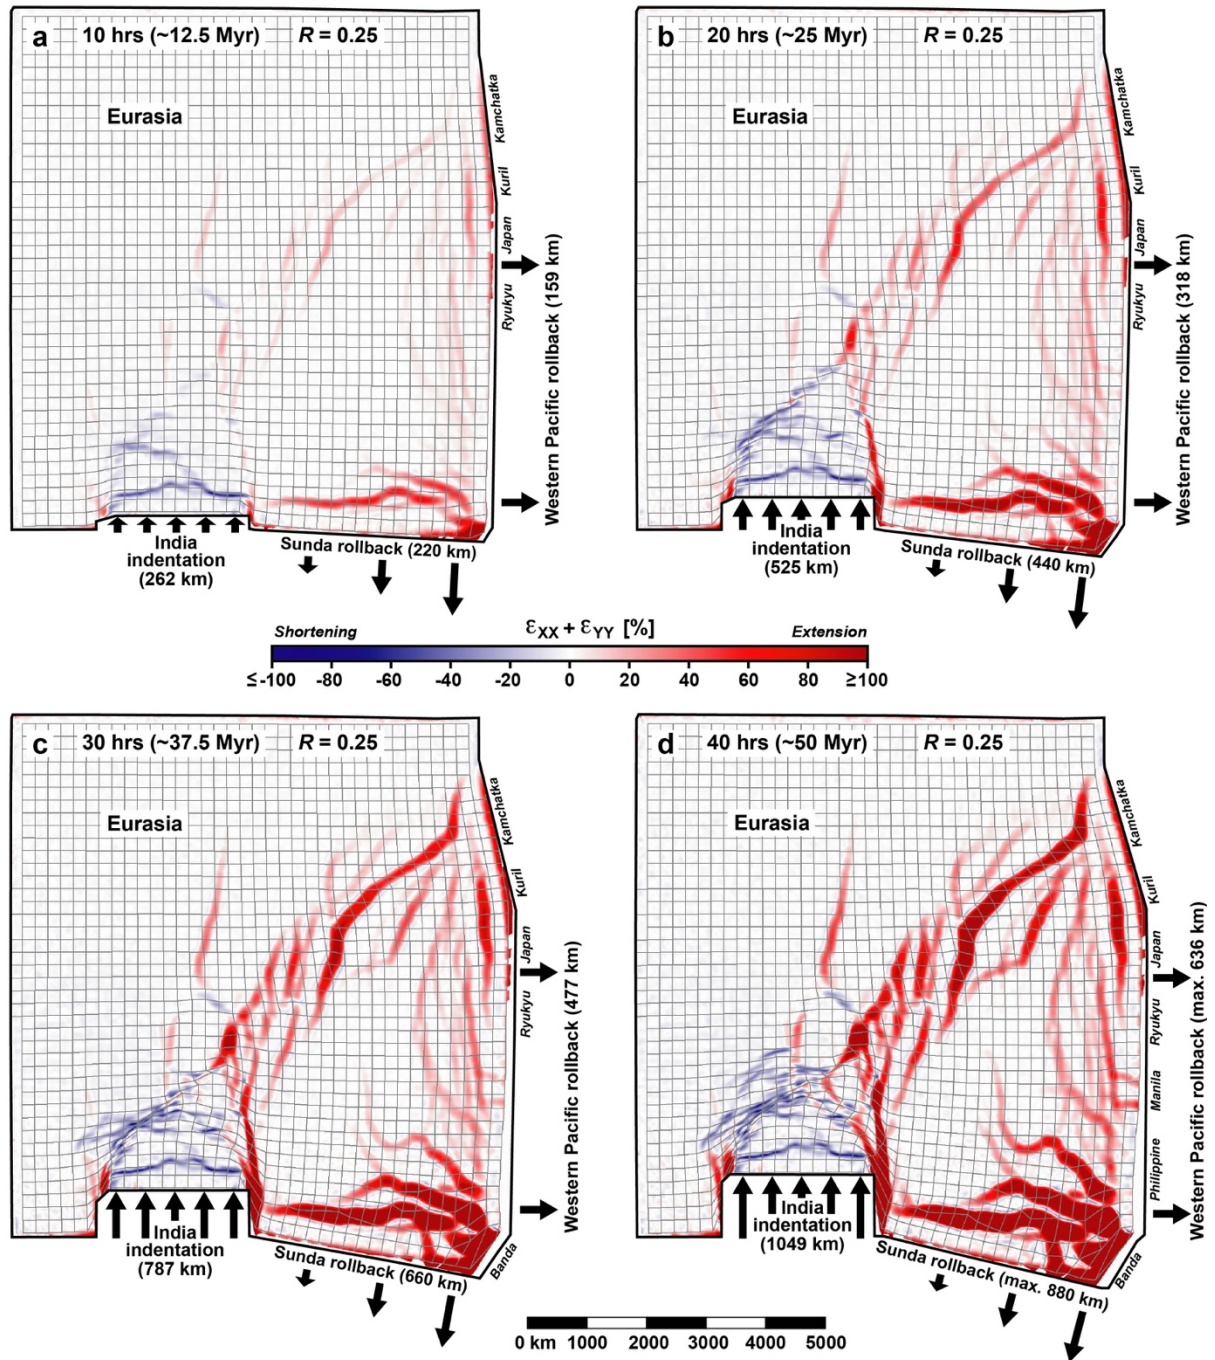 a 10 hrs (~12.5 Myr) R = 0.25
Eurasia
Kamchatka
Kuril
Japan
Ryukyu
Western Pacific rollback (159 km)
India
indentation
(262 km)
Sunda rollback (220 km)
b 20 hrs (~25 Myr) R = 0.25
Eurasia
Kamchatka
Kuril
Japan
Ryukyu
Western Pacific rollback (318 km)
India
indentation
(525 km)
Sunda rollback (440 km)
Shortening εXX + εYY [%] Extension
≤-100 -80 -60 -40 -20 0 20 40 60 80 ≥100
c 30 hrs (~37.5 Myr) R = 0.25
Eurasia
Kamchatka
Kuril
Japan
Ryukyu
Western Pacific rollback (477 km)
India
indentation
(787 km)
Sunda rollback (660 km)
Banda
d 40 hrs (~50 Myr) R = 0.25
Eurasia
Kamchatka
Kuril
Japan
Ryukyu
Manila
Philippine
Western Pacific rollback (max. 636 km)
India
indentation
(1049 km)
Sunda rollback (max. 880 km)
Banda
0 km 1000 2000 3000 4000 5000